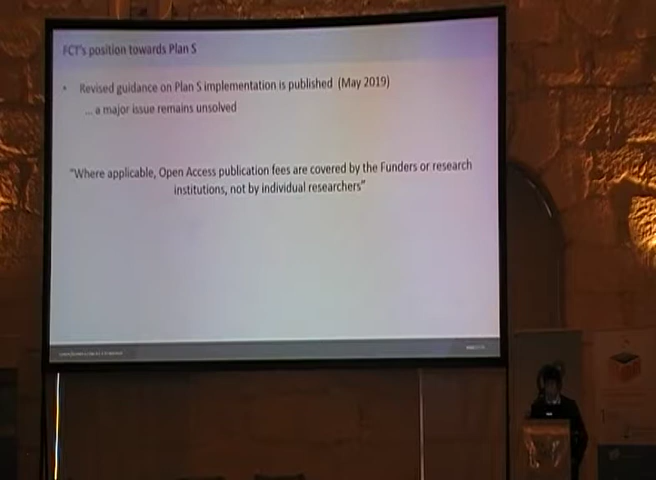 FCT's position towards Plan S
• Revised guidance on Plan S implementation is published (May 2019)
... a major issue remains unsolved
"Where applicable, Open Access publication fees are covered by the Funders or research
institutions, not by individual researchers"